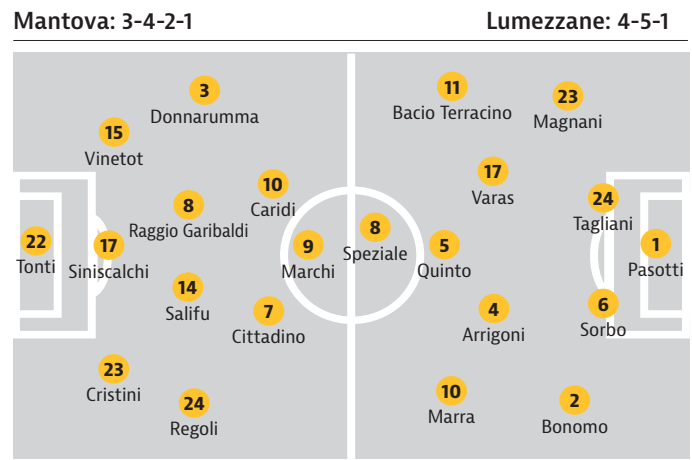 Mantova: 3-4-2-1
Lumezzane: 4-5-1
3
Donnarumma
15
Vinetot
10
Caridi
8
Raggio Garibaldi
22
Tonti
17
Siniscalchi
9
Marchi
14
Salifu
7
Cittadino
23
Cristini
24
Regoli
11
Bacio Terracino
23
Magnani
17
Varas
24
Tagliani
8
Speziale
5
Quinto
1
Pasotti
4
Arrigoni
6
Sorbo
10
Marra
2
Bonomo